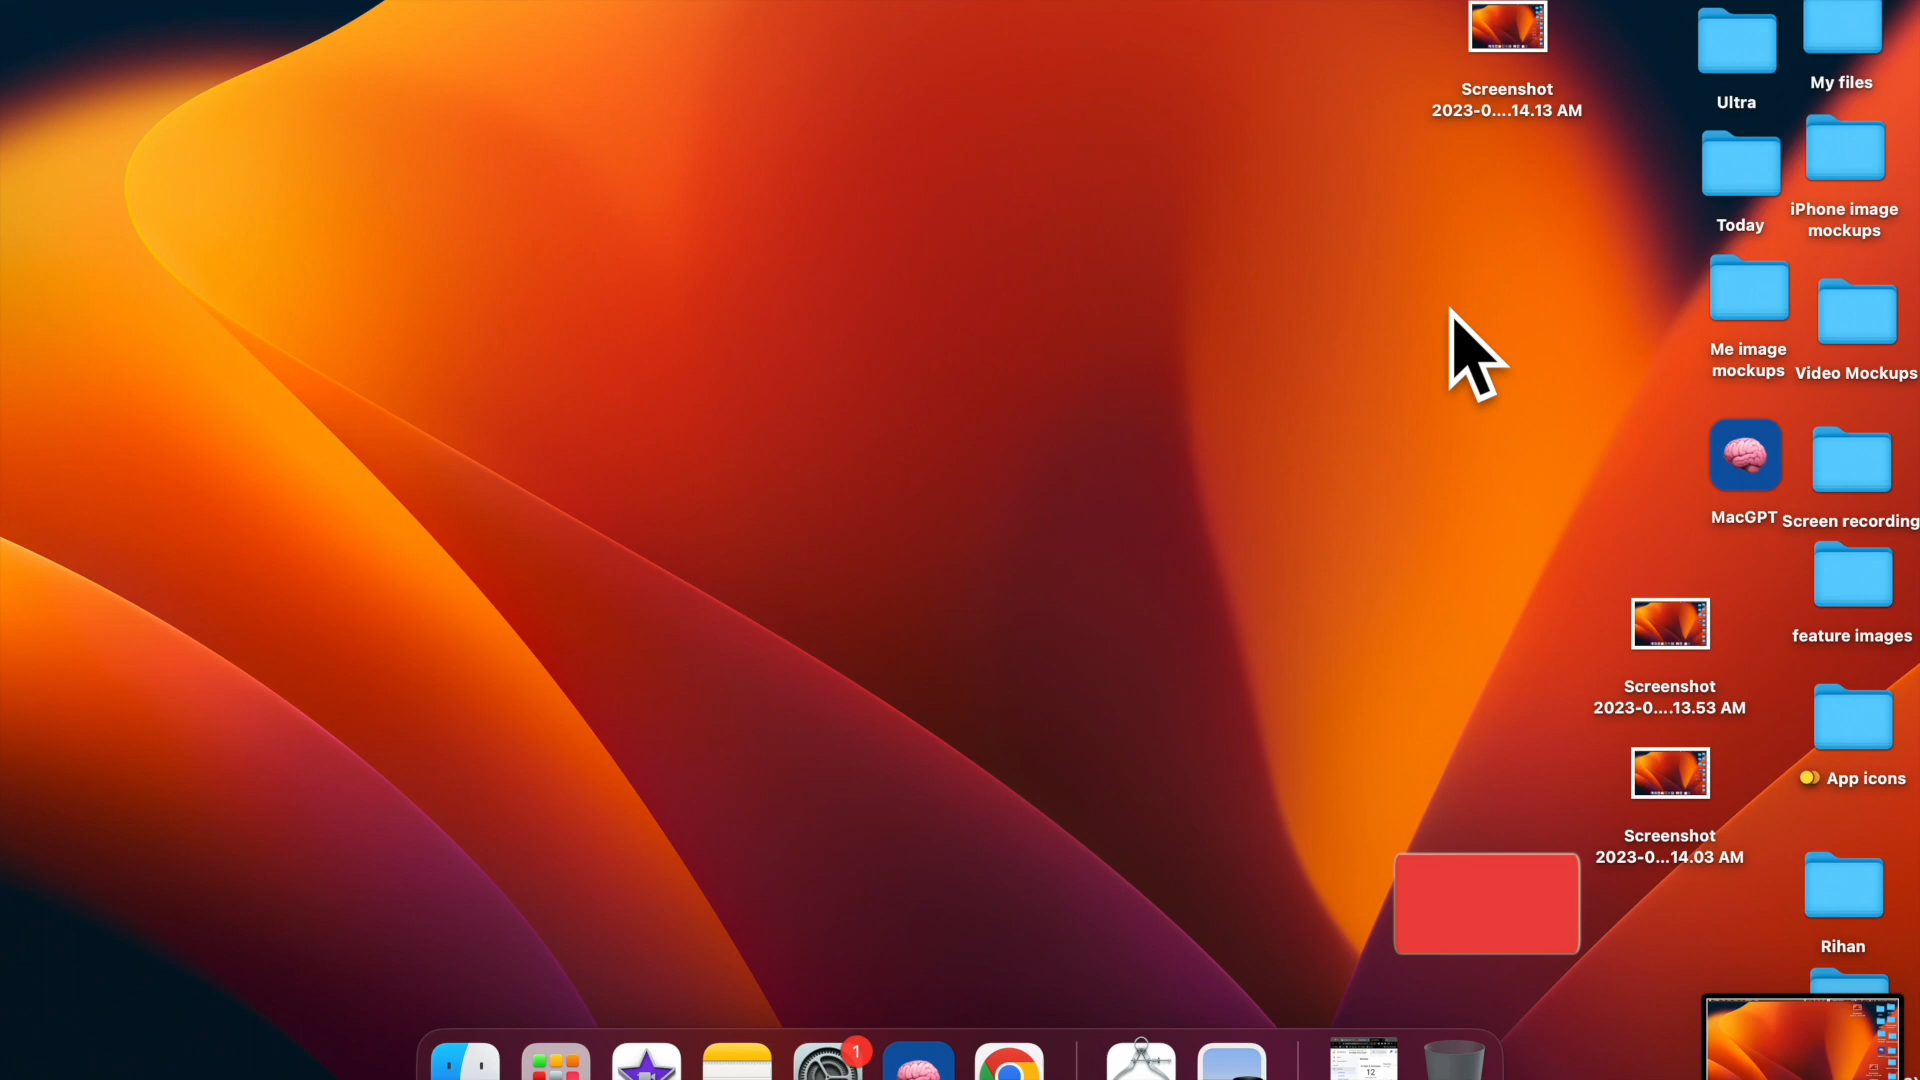 Screenshot
2023-0....14.13 AM
Ultra
My files
Today
iPhone image
mockups
Me image
mockups
Video Mockups
MacGPT
Screen recording
feature images
Screenshot
2023-0....13.53 AM
App icons
Screenshot
2023-0...14.03 AM
Rihan
1
12